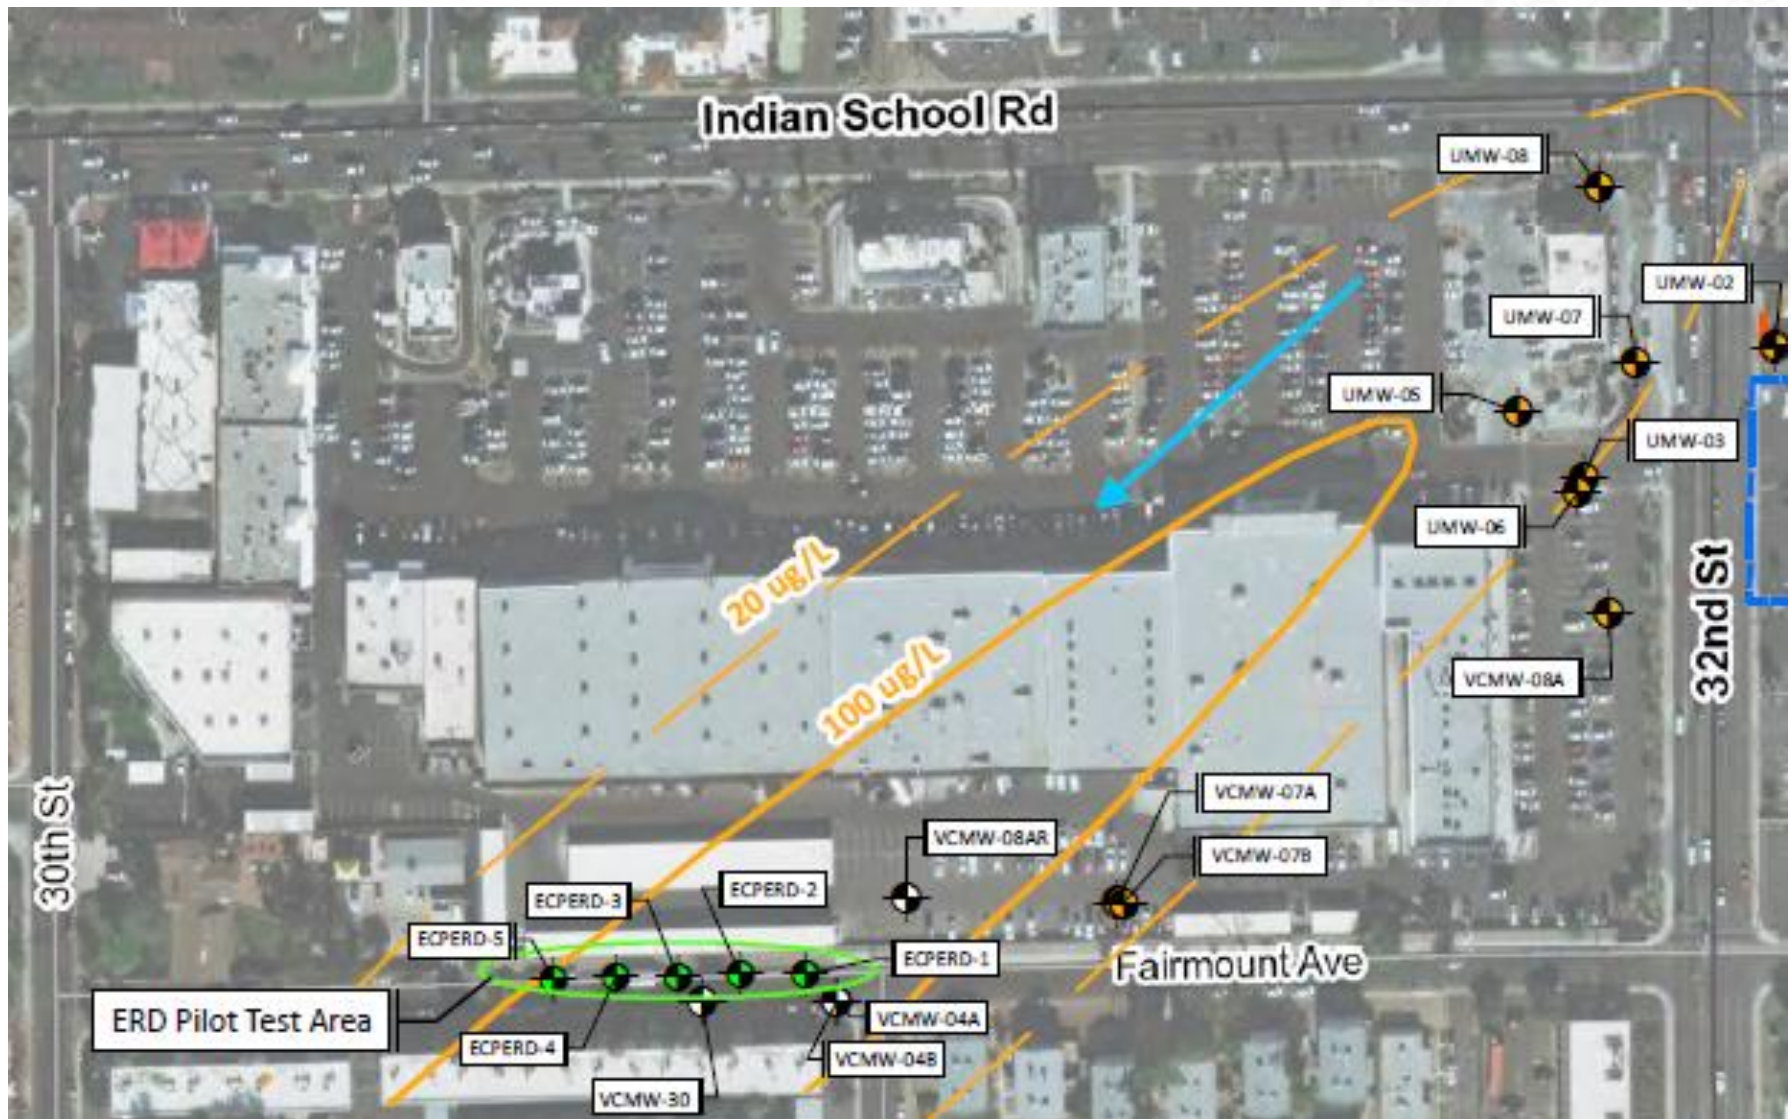 Indian School Rd
UMW-08
UMW-02
UMW-07
UMW-05
UMW-03
UMW-06
20 ug/L
100 ug/L
32nd St
VCMW-08A
30th St
VCMW-07A
VCMW-08AR
VCMW-07B
ECPERD-2
ECPERD-3
ECPERD-5
ECPERD-1
Fairmount Ave
ERD Pilot Test Area
VCMW-04A
ECPERD-4
VCMW-04B
VCMW-30